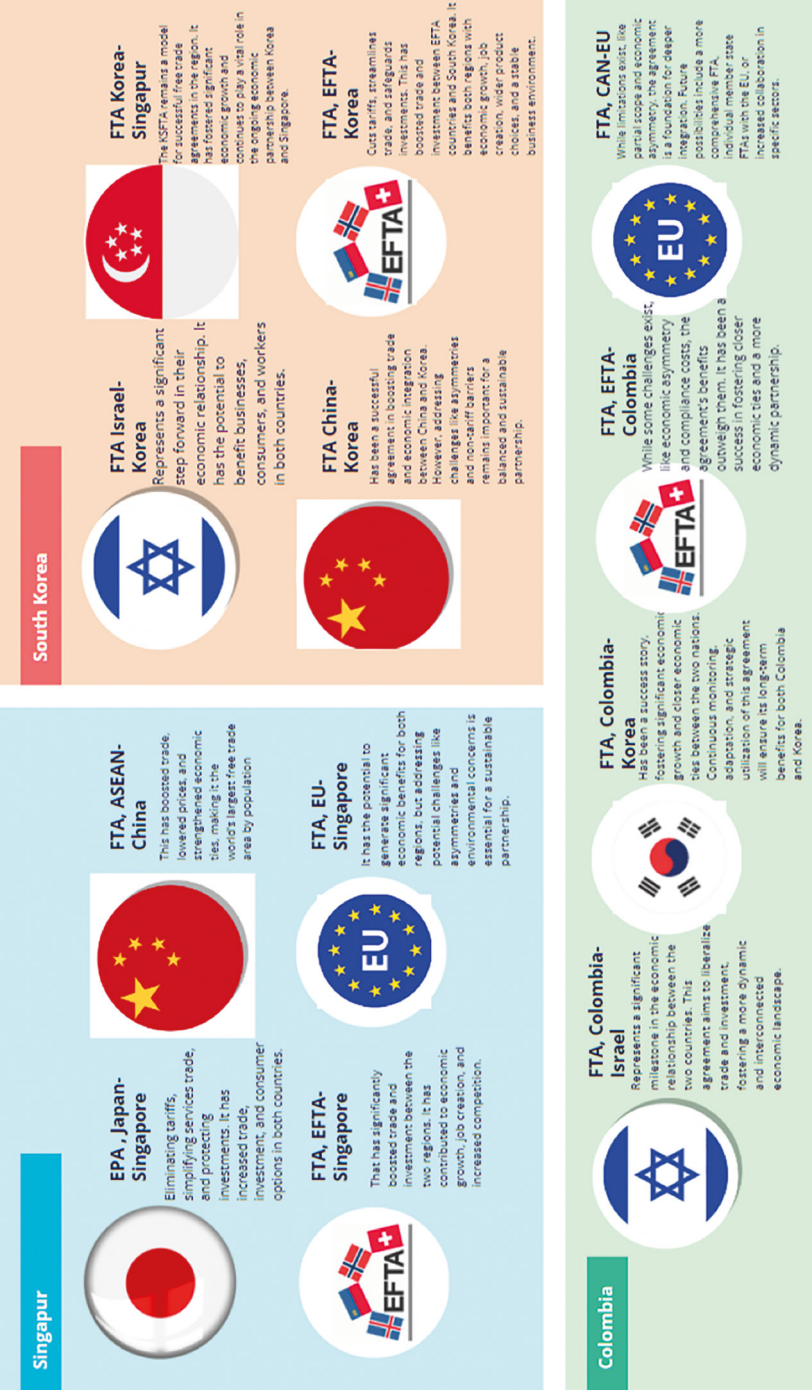 Singapur
EPA , Japan-
Singapore
Eliminating tariffs,
simplifying services trade,
and protecting
investments. It has
increased trade,
investment, and consumer
options in both countries.
FTA, ASEAN-
China
This has boosted trade,
lowered prices, and
strengthened economic
ties, making it the
world's largest free trade
area by population
EFTA
FTA, EFTA-
Singapore
That has significantly
boosted trade and
investment between the
two regions. It has
contributed to economic
growth, job creation, and
increased competition.
EU
FTA, EU-
Singapore
It has the potential to
generate significant
economic benefits for both
regions, but addressing
potential challenges like
asymmetries and
environmental concerns is
essential for a sustainable
partnership.
South Korea
FTA Israel-
Korea
Represents a significant
step forward in their
economic relationship. It
has the potential to
benefit businesses,
consumers, and workers
in both countries.
FTA Korea-
Singapur
The KSFTA remains a model
for successful free trade
agreements in the region. It
has fostered significant
economic growth and
continues to play a vital role in
the ongoing economic
partnership between Korea
and Singapore.
FTA China-
Korea
Has been a successful
agreement in boosting trade
and economic integration
between China and Korea.
However, addressing
challenges like asymmetries
and non-tariff barriers
remains important for a
balanced and sustainable
partnership.
EFTA
FTA, EFTA-
Korea
Cuts tariffs, streamlines
trade, and safeguards
investments. This has
boosted trade and
investment between EFTA
countries and South Korea. It
benefits both regions with
economic growth, job
creation, wider product
choices, and a stable
business environment.
Colombia
FTA, Colombia-
Israel
Represents a significant
milestone in the economic
relationship between the
two countries. This
agreement aims to liberalize
trade and investment,
fostering a more dynamic
and interconnected
economic landscape.
FTA, Colombia-
Korea
Has been a success story,
fostering significant economic
growth and closer economic
ties between the two nations.
Continuous monitoring,
adaptation, and strategic
utilization of this agreement
will ensure its long-term
benefits for both Colombia
and Korea.
EFTA
FTA, EFTA-
Colombia
While some challenges exist,
like economic asymmetry
and compliance costs, the
agreement's benefits
outweigh them. It has been a
success in fostering closer
economic ties and a more
dynamic partnership.
EU
FTA, CAN-EU
While limitations exist, like
partial scope and economic
asymmetry, the agreement
is a foundation for deeper
integration. Future
possibilities include a more
comprehensive FTA,
individual member state
FTAs with the EU, or
increased collaboration in
specific sectors.